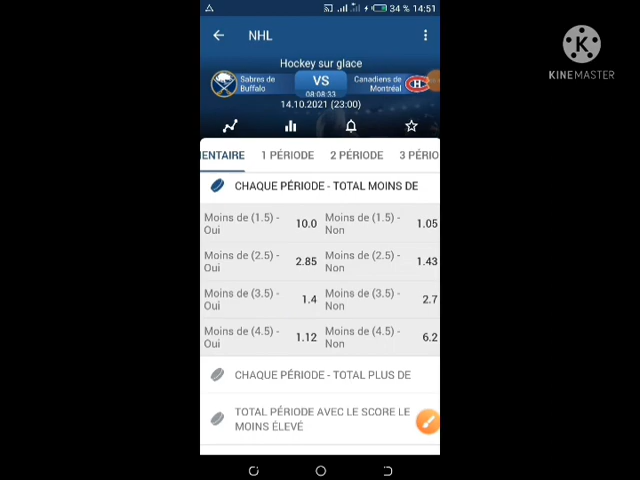 34 % 14:51
NHL
Hockey sur glace
Sabres de
Buffalo
VS
08:08:33
Canadiens de
Montréal
14.10.2021 (23:00)
ENTAIRE 1 PÉRIODE 2 PÉRIODE 3 PÉRIO
CHAQUE PÉRIODE - TOTAL MOINS DE
Moins de (1.5) -
Oui
10.0
Moins de (1.5) -
Non
1.05
Moins de (2.5) -
Oui
2.85
Moins de (2.5) -
Non
1.43
Moins de (3.5) -
Oui
1.4
Moins de (3.5) -
Non
2.7
Moins de (4.5) -
Oui
1.12
Moins de (4.5) -
Non
6.2
CHAQUE PÉRIODE - TOTAL PLUS DE
TOTAL PÉRIODE AVEC LE SCORE LE
MOINS ÉLEVÉ
K
KINEMASTER